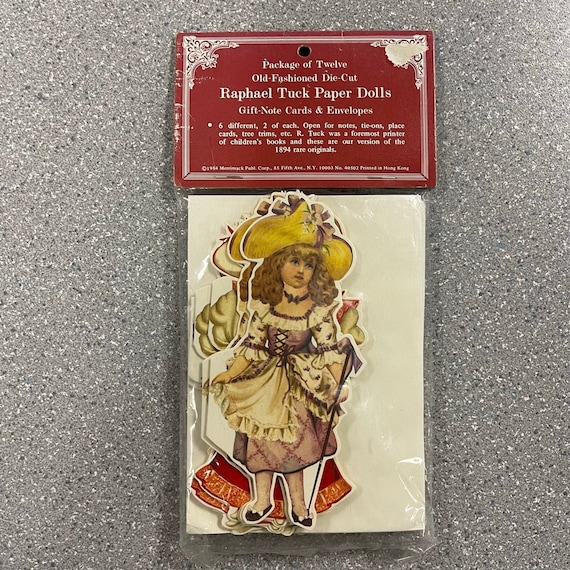 Package of Twelve
Old-Fashioned Die-Cut
Raphael Tuck Paper Dolls
Gift-Note Cards & Envelopes
• 6 different, 2 of each. Open for notes, tie-ons, place
cards, tree trims, etc. R. Tuck was a foremost printer
of children's books and these are our version of the
1894 rare originals.
©1984 Merrimack Publ. Corp., 85 Fifth Ave., N.Y. 10003 No. 40502 Printed in Hong Kong